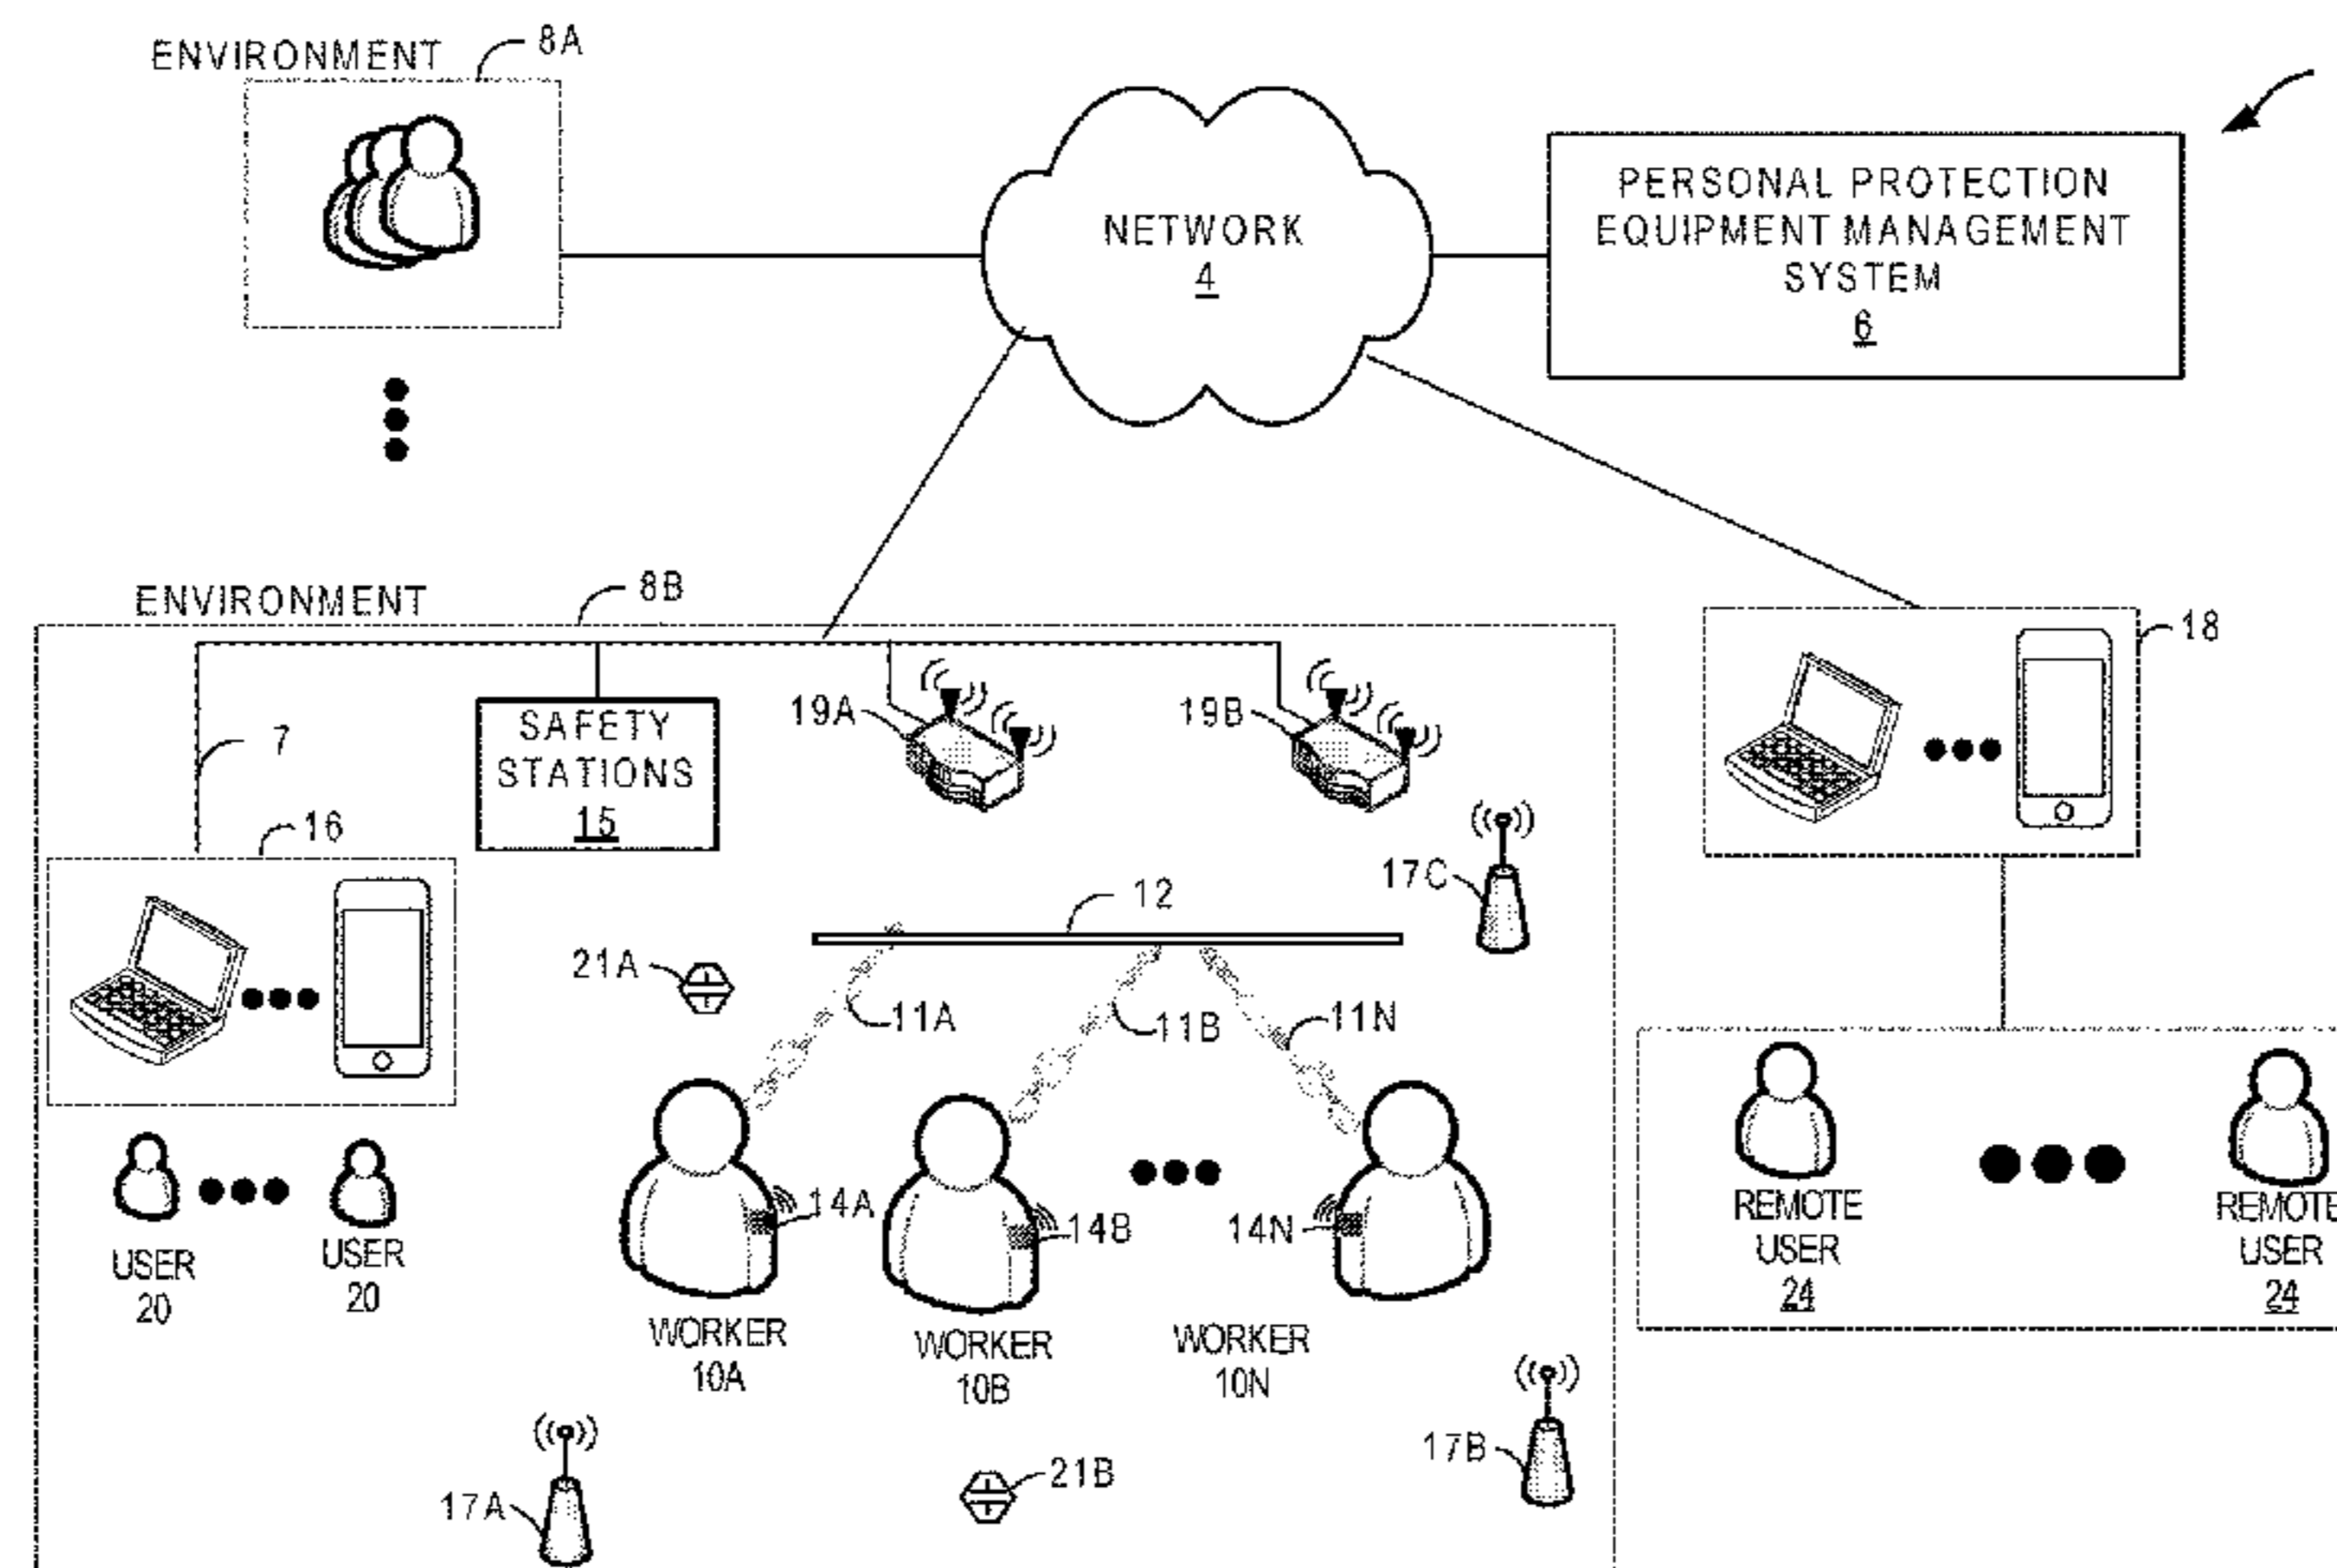 ENVIRONMENT
8A
NETWORK
4
PERSONAL PROTECTION
EQUIPMENT MANAGEMENT
SYSTEM
6
ENVIRONMENT
8B
18
7
SAFETY
STATIONS
15
19A
19B
16
17C
12
21A
11A
11B
11N
14A
14B
14N
USER
20
USER
20
WORKER
10A
WORKER
10B
WORKER
10N
REMOTE
USER
24
REMOTE
USER
24
17A
21B
17B